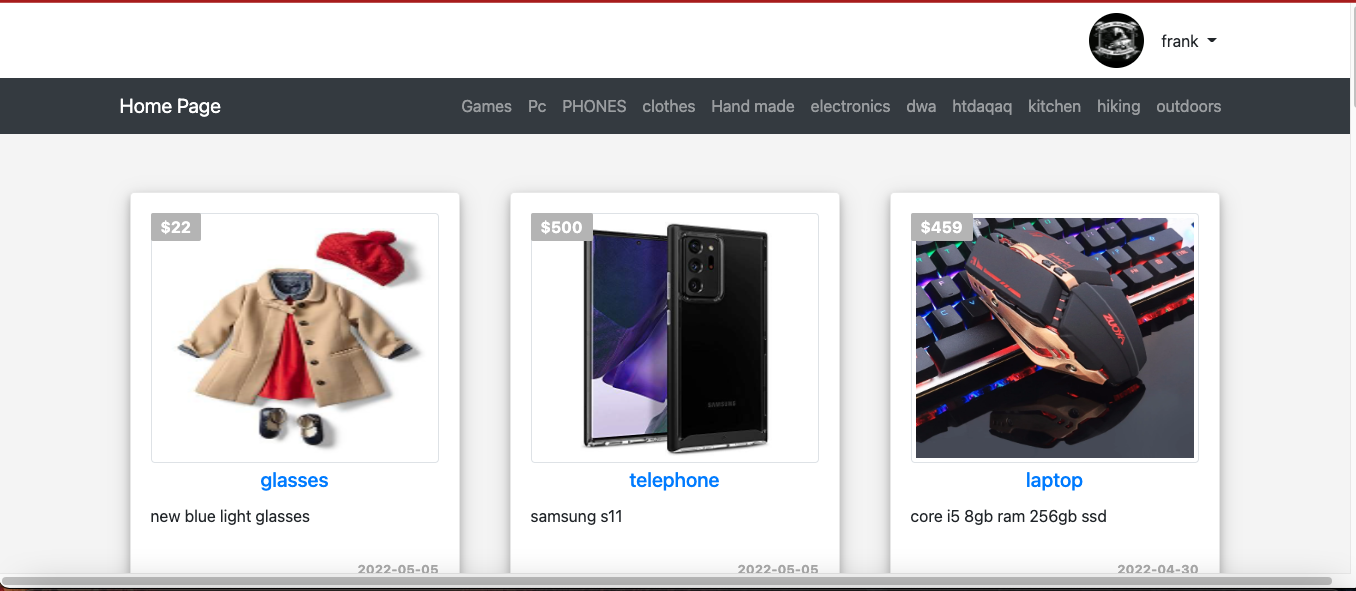 frank
Home Page
Games Pc PHONES clothes Hand made electronics dwa htdaqaq kitchen hiking outdoors
$22
$500
$459
SAMSUNG
ZUOYA
glasses
telephone
laptop
new blue light glasses
samsung s11
core i5 8gb ram 256gb ssd
2022-05-05
2022-05-05
2022-04-30